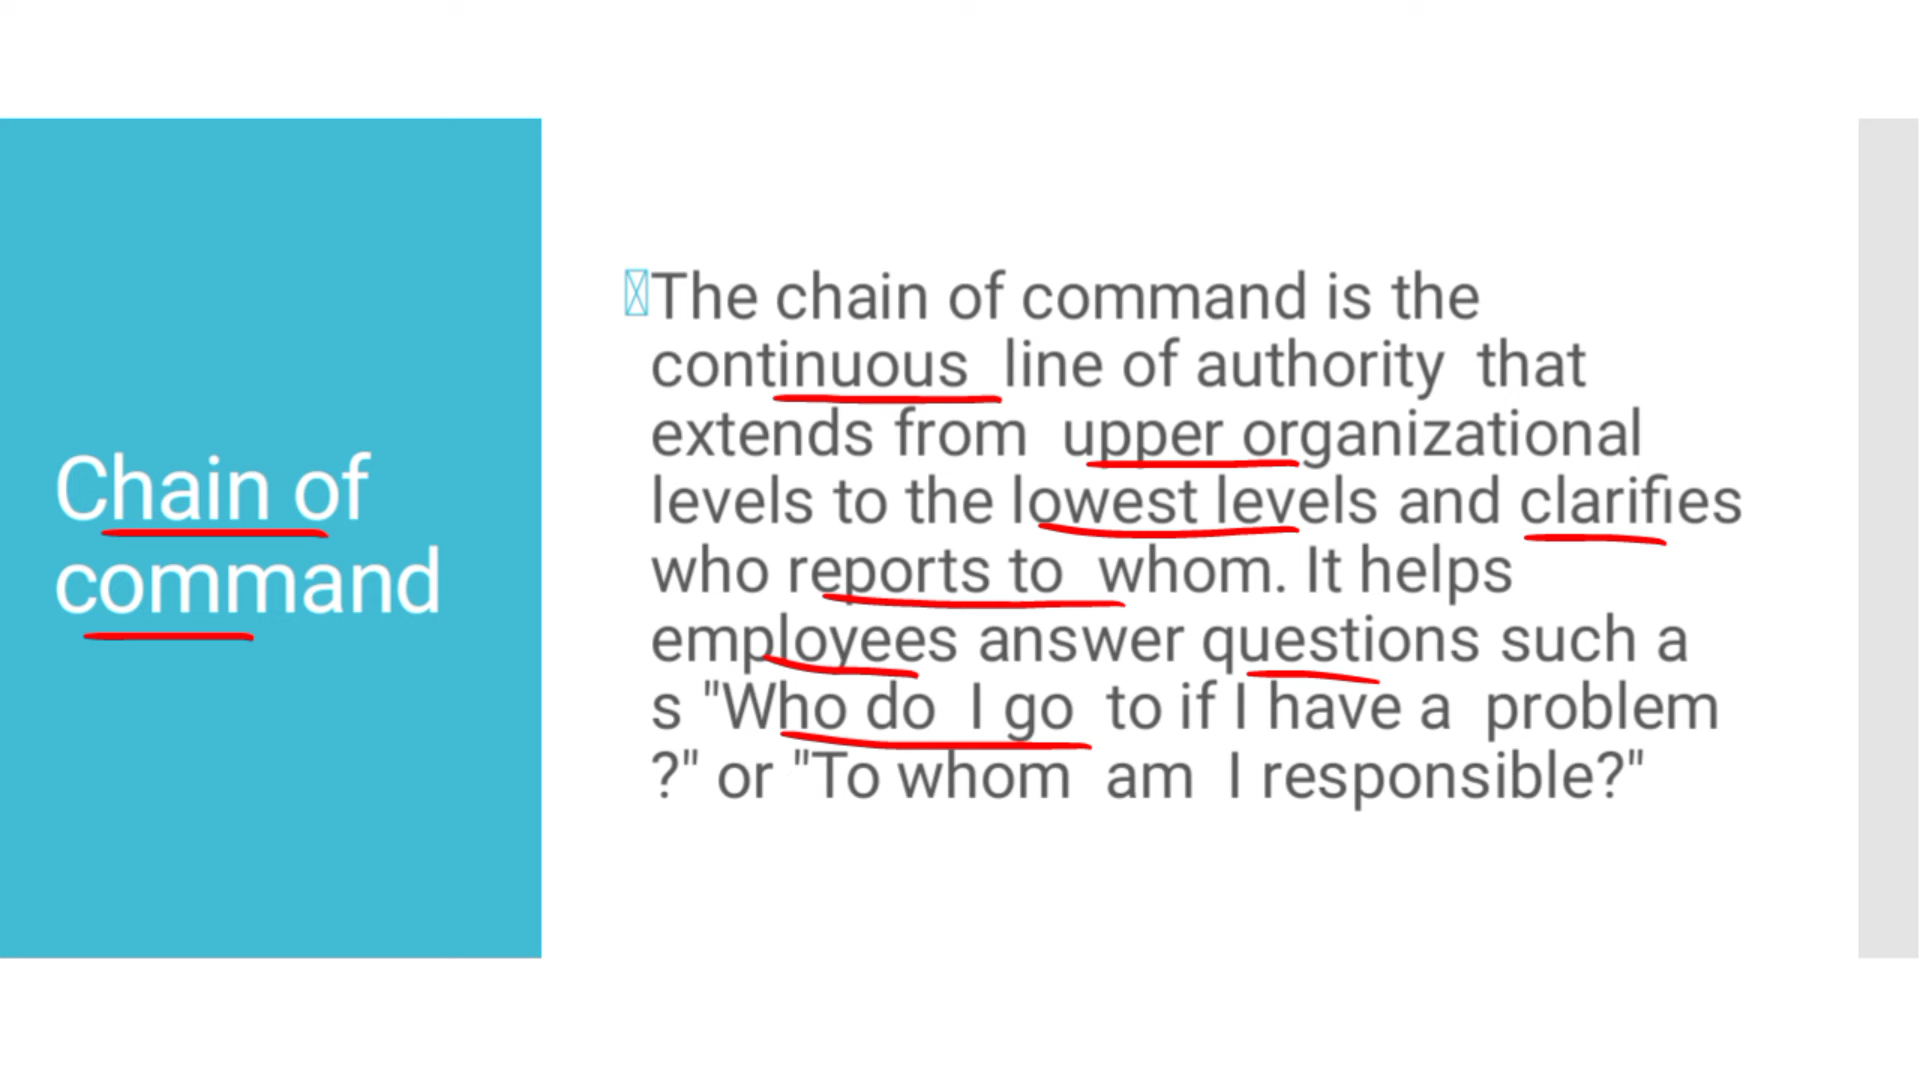 Chain of
command
The chain of command is the
continuous line of authority that
extends from upper organizational
levels to the lowest levels and clarifies
who reports to whom. It helps
employees answer questions such a
s "Who do I go to if I have a problem
?" or "To whom am I responsible?"